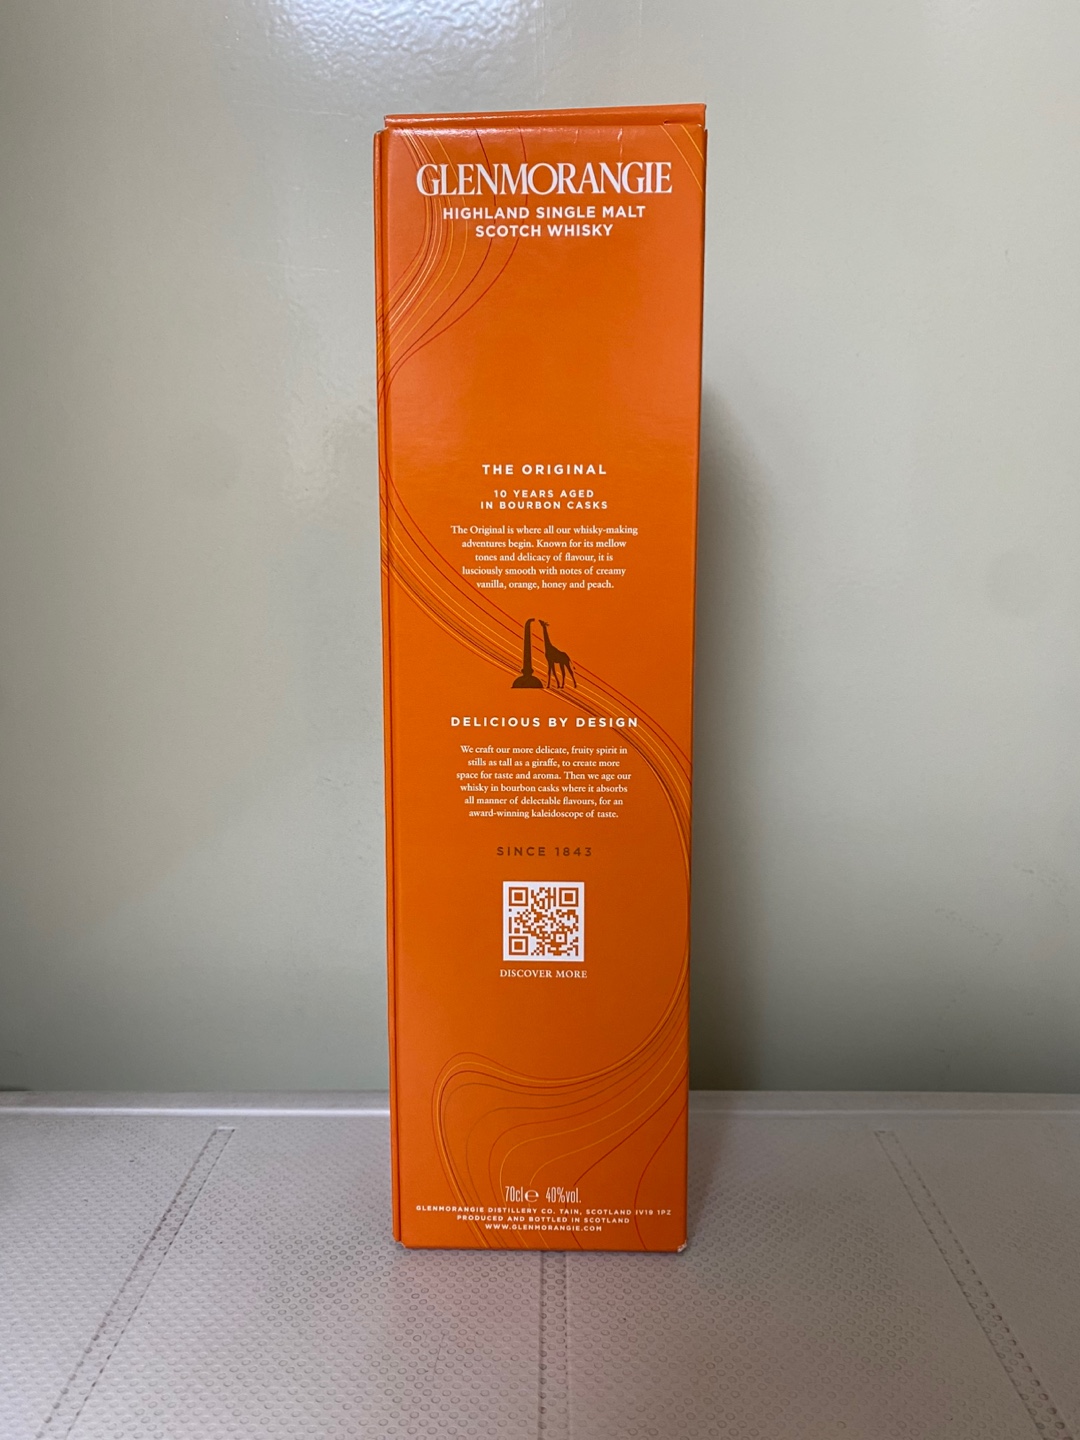 GLENMORANGIE
HIGHLAND SINGLE MALT
SCOTCH WHISKY
THE ORIGINAL
10 YEARS AGED
IN BOURBON CASKS
The Original is where all our whisky-making
adventures begin. Known for its mellow
tones and delicacy of flavour, it is
lusciously smooth with notes of creamy
vanilla, orange, honey and peach.
DELICIOUS BY DESIGN
We craft our more delicate, fruity spirit in
stills as tall as a giraffe, to create more
space for taste and aroma. Then we age our
whisky in bourbon casks where it absorbs
all manner of delectable flavours, for an
award-winning kaleidoscope of taste.
SINCE 1843
DISCOVER MORE
70cl℮ 40%vol.
GLENMORANGIE DISTILLERY CO. TAIN, SCOTLAND IV19 1PZ
PRODUCED AND BOTTLED IN SCOTLAND
WWW.GLENMORANGIE.COM